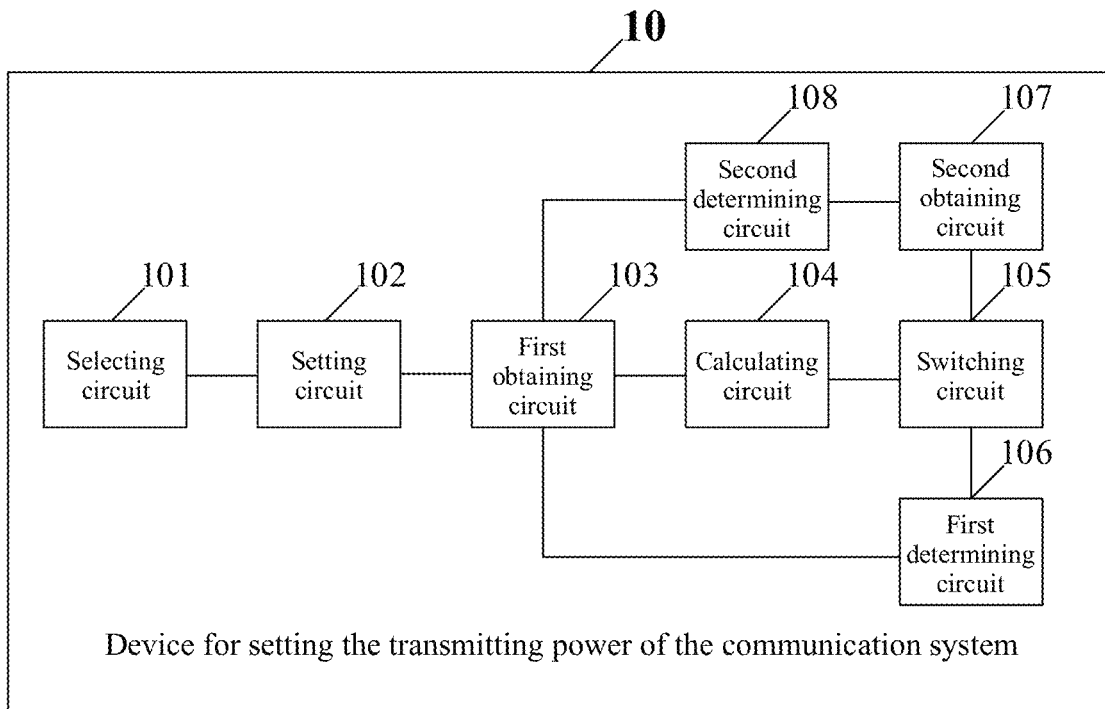 10
108
107
Second
determining
circuit
Second
obtaining
circuit
101
102
103
104
105
Selecting
circuit
Setting
circuit
First
obtaining
circuit
Calculating
circuit
Switching
circuit
106
First
determining
circuit
Device for setting the transmitting power of the communication system